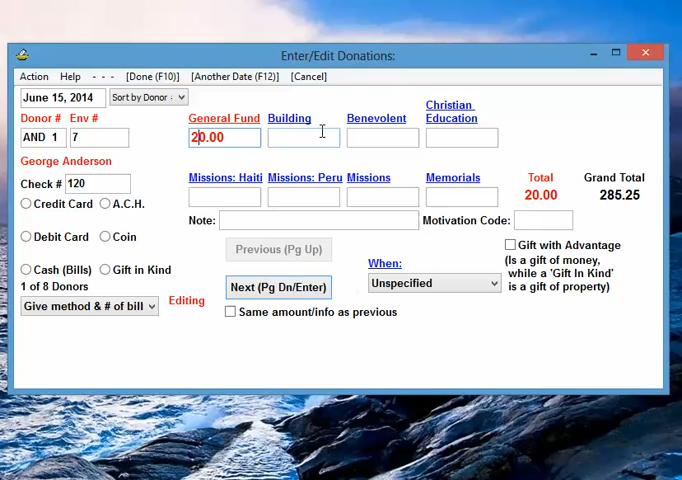 Enter/Edit Donations:
Action Help - - - [Done (F10)] [Another Date (F12)] [Cancel]
June 15, 2014 Sort by Donor :
Christian
Donor # Env # General Fund Building Benevolent Education
AND 1 7 20.00
George Anderson
Check # 120 Missions: Haiti Missions: Peru Missions Memorials Total Grand Total
20.00 285.25
Credit Card A.C.H.
Note: Motivation Code:
Debit Card Coin Previous (Pg Up) Gift with Advantage
(Is a gift of money,
while a 'Gift In Kind'
is a gift of property)
Cash (Bills) Gift in Kind When:
1 of 8 Donors Next (Pg Dn/Enter) Unspecified
Give method & # of bill Editing
Same amount/info as previous